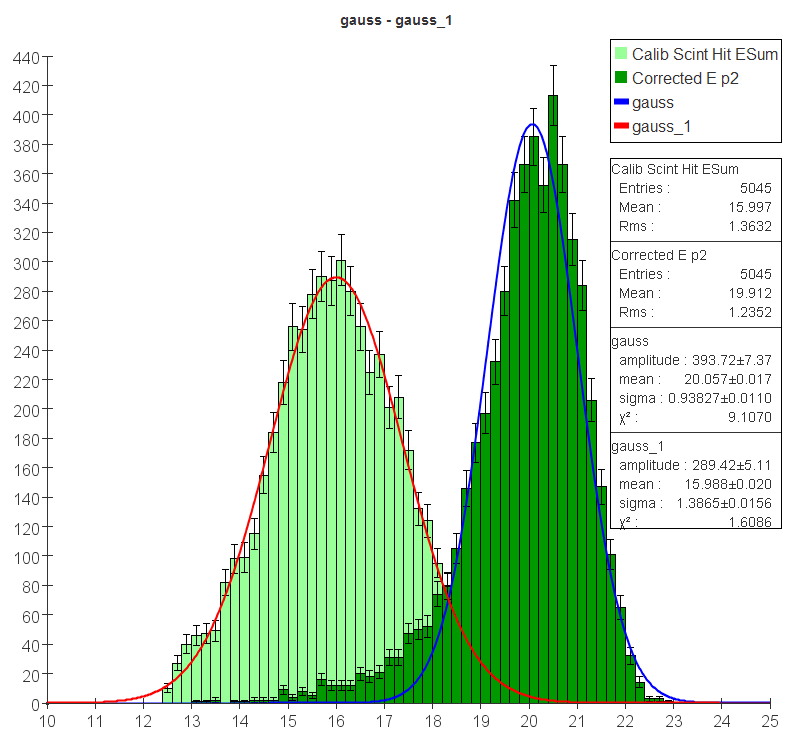 gauss - gauss_1
Calib Scint Hit ESum
Corrected E p2
gauss
gauss_1
Calib Scint Hit ESum
Entries : 5045
Mean : 15.997
Rms : 1.3632
Corrected E p2
Entries : 5045
Mean : 19.912
Rms : 1.2352
gauss
amplitude : 393.72±7.37
mean : 20.057±0.017
sigma : 0.93827±0.0110
χ² : 9.1070
gauss_1
amplitude : 289.42±5.11
mean : 15.988±0.020
sigma : 1.3865±0.0156
χ² : 1.6086
440
420
400
380
360
340
320
300
280
260
240
220
200
180
160
140
120
100
80
60
40
20
0
10 11 12 13 14 15 16 17 18 19 20 21 22 23 24 25